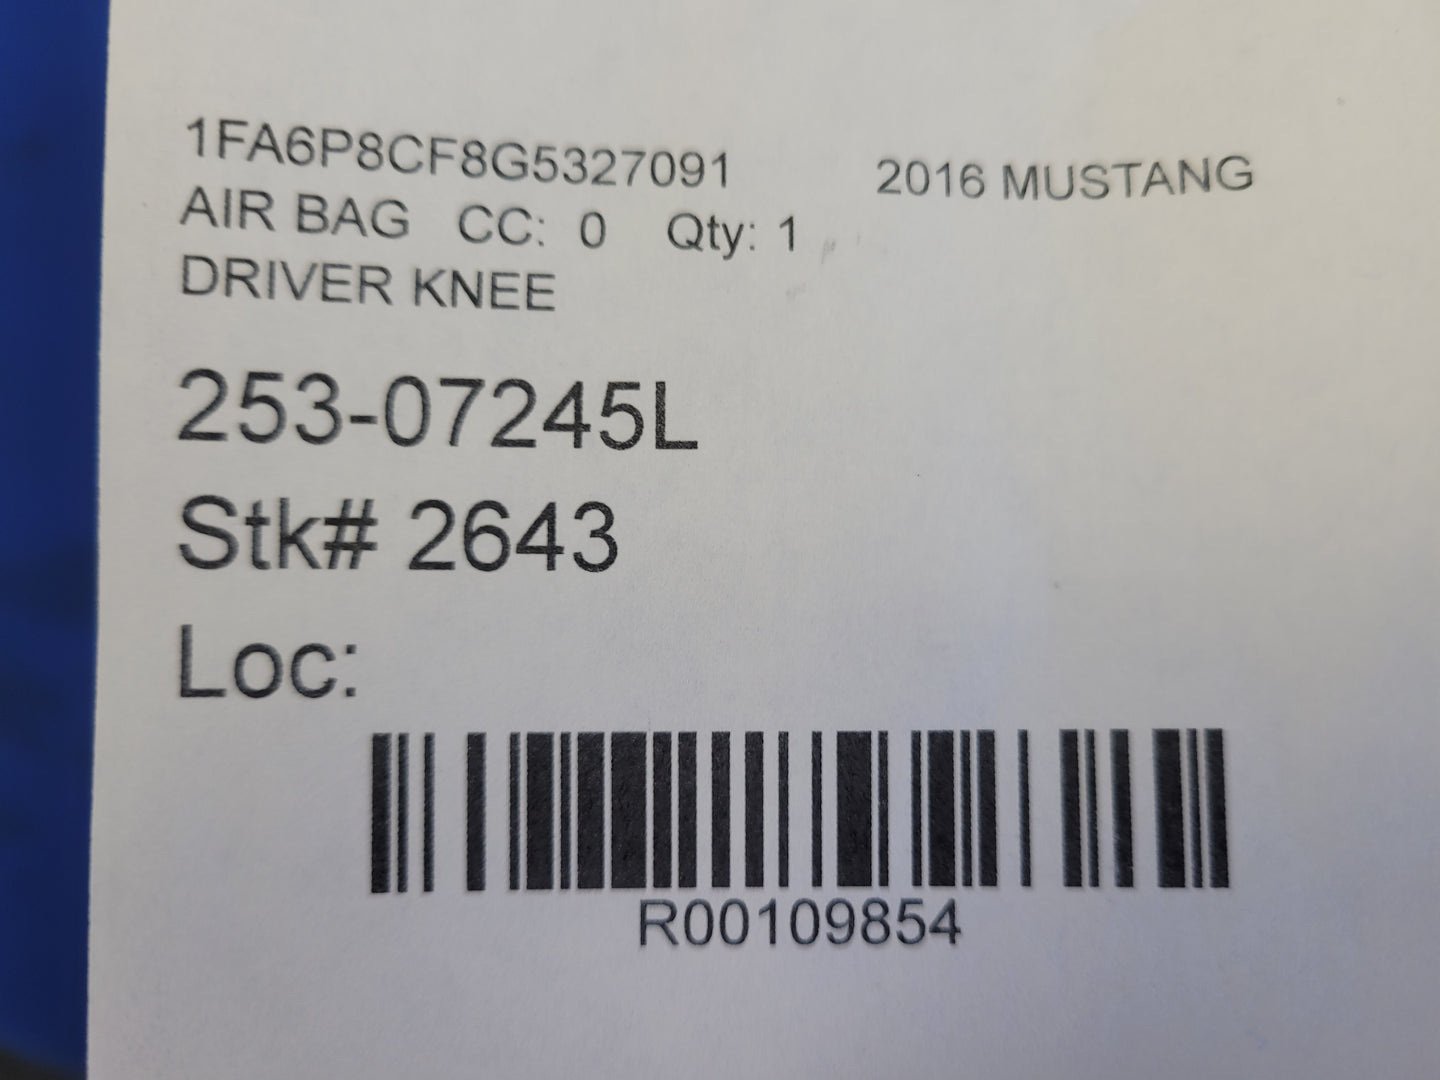 1FA6P8CF8G5327091 2016 MUSTANG
AIR BAG CC: 0 Qty: 1
DRIVER KNEE
253-07245L
Stk# 2643
Loc:
R00109854